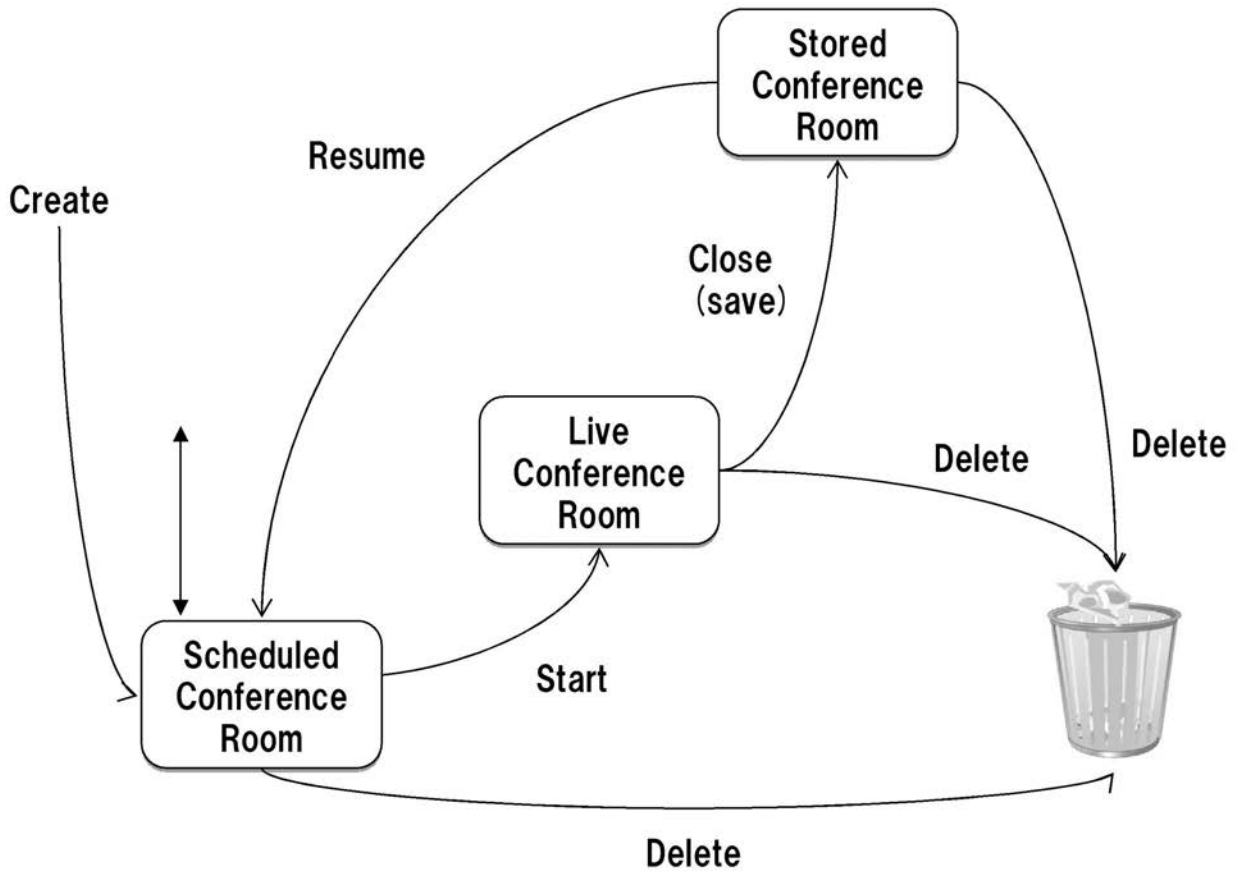 Stored
Conference
Room
Resume
Create
Close
(save)
Live
Conference
Room
Delete
Delete
Scheduled
Conference
Room
Start
Delete